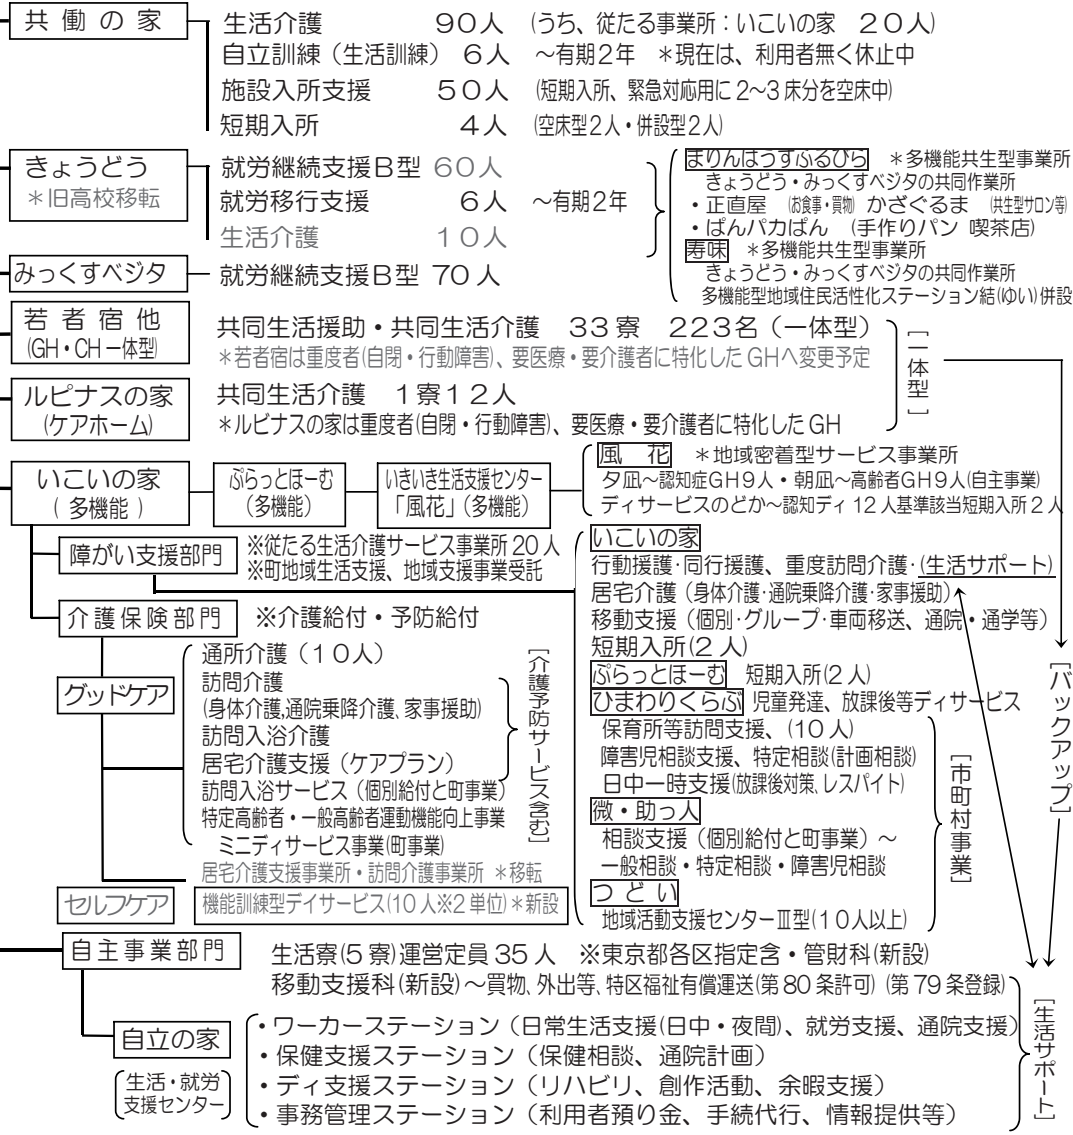 共働の家
生活介護 90人 (うち、従たる事業所:いこいの家 20人)
自立訓練(生活訓練) 6人 ~有期2年 *現在は、利用者無く休止中
施設入所支援 50人 (短期入所、緊急対応用に2~3床分を空床中)
短期入所 4人 (空床型2人・併設型2人)
きょうどう
*旧高校移転
就労継続支援B型 60人
就労移行支援 6人 ~有期2年
生活介護 10人
みっくすベジタ
就労継続支援B型 70人
まりんはうすふるびら *多機能共生型事業所
きょうどう・みっくすベジタの共同作業所
・正直屋 (お食事・買物) かざぐるま (共生型サロン等)
・ぱんパカぱん (手作りパン 喫茶店)
寿味 *多機能共生型事業所
きょうどう・みっくすベジタの共同作業所
多機能型地域住民活性化ステーション結(ゆい)併設
若者宿他
(GH・CH一体型)
共同生活援助・共同生活介護 33寮 223名(一体型)
*若者宿は重度者(自閉・行動障害)、要医療・要介護者に特化したGHへ変更予定
ルピナスの家
(ケアホーム)
共同生活介護 1寮12人
*ルピナスの家は重度者(自閉・行動障害)、要医療・要介護者に特化したGH
[一体型]
いこいの家
(多機能)
ぷらっとほーむ
(多機能)
いきいき生活支援センター
「風花」(多機能)
風花 *地域密着型サービス事業所
夕凪~認知症GH9人・朝凪~高齢者GH9人(自主事業)
ディサービスのどか~認知ディ12人基準該当短期入所2人
障がい支援部門
※従たる生活介護サービス事業所20人
※町地域生活支援、地域支援事業受託
介護保険部門 ※介護給付・予防給付
グッドケア
通所介護(10人)
訪問介護
(身体介護,通院乗降介護、家事援助)
訪問入浴介護
居宅介護支援(ケアプラン)
訪問入浴サービス(個別給付と町事業)
特定高齢者・一般高齢者運動機能向上事業
ミニディサービス事業(町事業)
居宅介護支援事業所・訪問介護事業所 *移転
[介護予防サービス含む]
セルフケア
機能訓練型デイサービス(10人※2単位)*新設
いこいの家
行動援護・同行援護、重度訪問介護・(生活サポート)
居宅介護(身体介護・通院乗降介護・家事援助)
移動支援(個別・グループ・車両移送、通院・通学等)
短期入所(2人)
ぷらっとほーむ 短期入所(2人)
ひまわりくらぶ 児童発達、放課後等ディサービス
保育所等訪問支援、(10人)
障害児相談支援、特定相談(計画相談)
日中一時支援(放課後対策、レスパイト)
微・助っ人
相談支援(個別給付と町事業)~
一般相談・特定相談・障害児相談
つどい
地域活動支援センターⅢ型(10人以上)
[市町村事業]
[バックアップ]
自主事業部門
生活寮(5寮)運営定員35人 ※東京都各区指定含・管財科(新設)
移動支援科(新設)~買物、外出等、特区福祉有償運送(第80条許可)(第79条登録)
自立の家
(生活・就労
支援センター)
・ワーカーステーション(日常生活支援(日中・夜間)、就労支援、通院支援)
・保健支援ステーション(保健相談、通院計画)
・ディ支援ステーション(リハビリ、創作活動、余暇支援)
・事務管理ステーション(利用者預り金、手続代行、情報提供等)
[生活サポート]